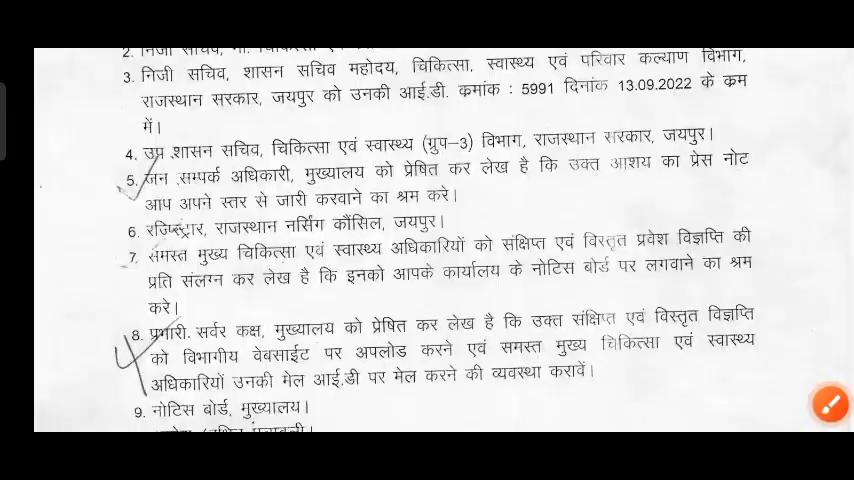 2. निजी सचिव, मा.
3. निजी सचिव, शासन सचिव महोदय, चिकित्सा, स्वास्थ्य एवं परिवार कल्याण विभाग,
राजस्थान सरकार, जयपुर को उनकी आई.डी. क्रमांक : 5991 दिनांक 13.09.2022 के क्रम
में।
4. उप शासन सचिव, चिकित्सा एवं स्वास्थ्य (ग्रुप-3) विभाग, राजस्थान सरकार, जयपुर।
5. जन सम्पर्क अधिकारी, मुख्यालय को प्रेषित कर लेख है कि उक्त आशय का प्रेस नोट
आप अपने स्तर से जारी करवाने का श्रम करे।
6. रजिस्ट्रार, राजस्थान नर्सिंग कौंसिल, जयपुर।
7. समस्त मुख्य चिकित्सा एवं स्वास्थ्य अधिकारियों को संक्षिप्त एवं विस्तृत प्रवेश विज्ञप्ति की
प्रति संलग्न कर लेख है कि इनको आपके कार्यालय के नोटिस बोर्ड पर लगवाने का श्रम
करे।
8. प्रभारी. सर्वर कक्ष, मुख्यालय को प्रेषित कर लेख है कि उक्त संक्षिप्त एवं विस्तृत विज्ञप्ति
को विभागीय वेबसाईट पर अपलोड करने एवं समस्त मुख्य चिकित्सा एवं स्वास्थ्य
अधिकारियों उनकी मेल आई.डी पर मेल करने की व्यवस्था करावें।
9. नोटिस बोर्ड, मुख्यालय।